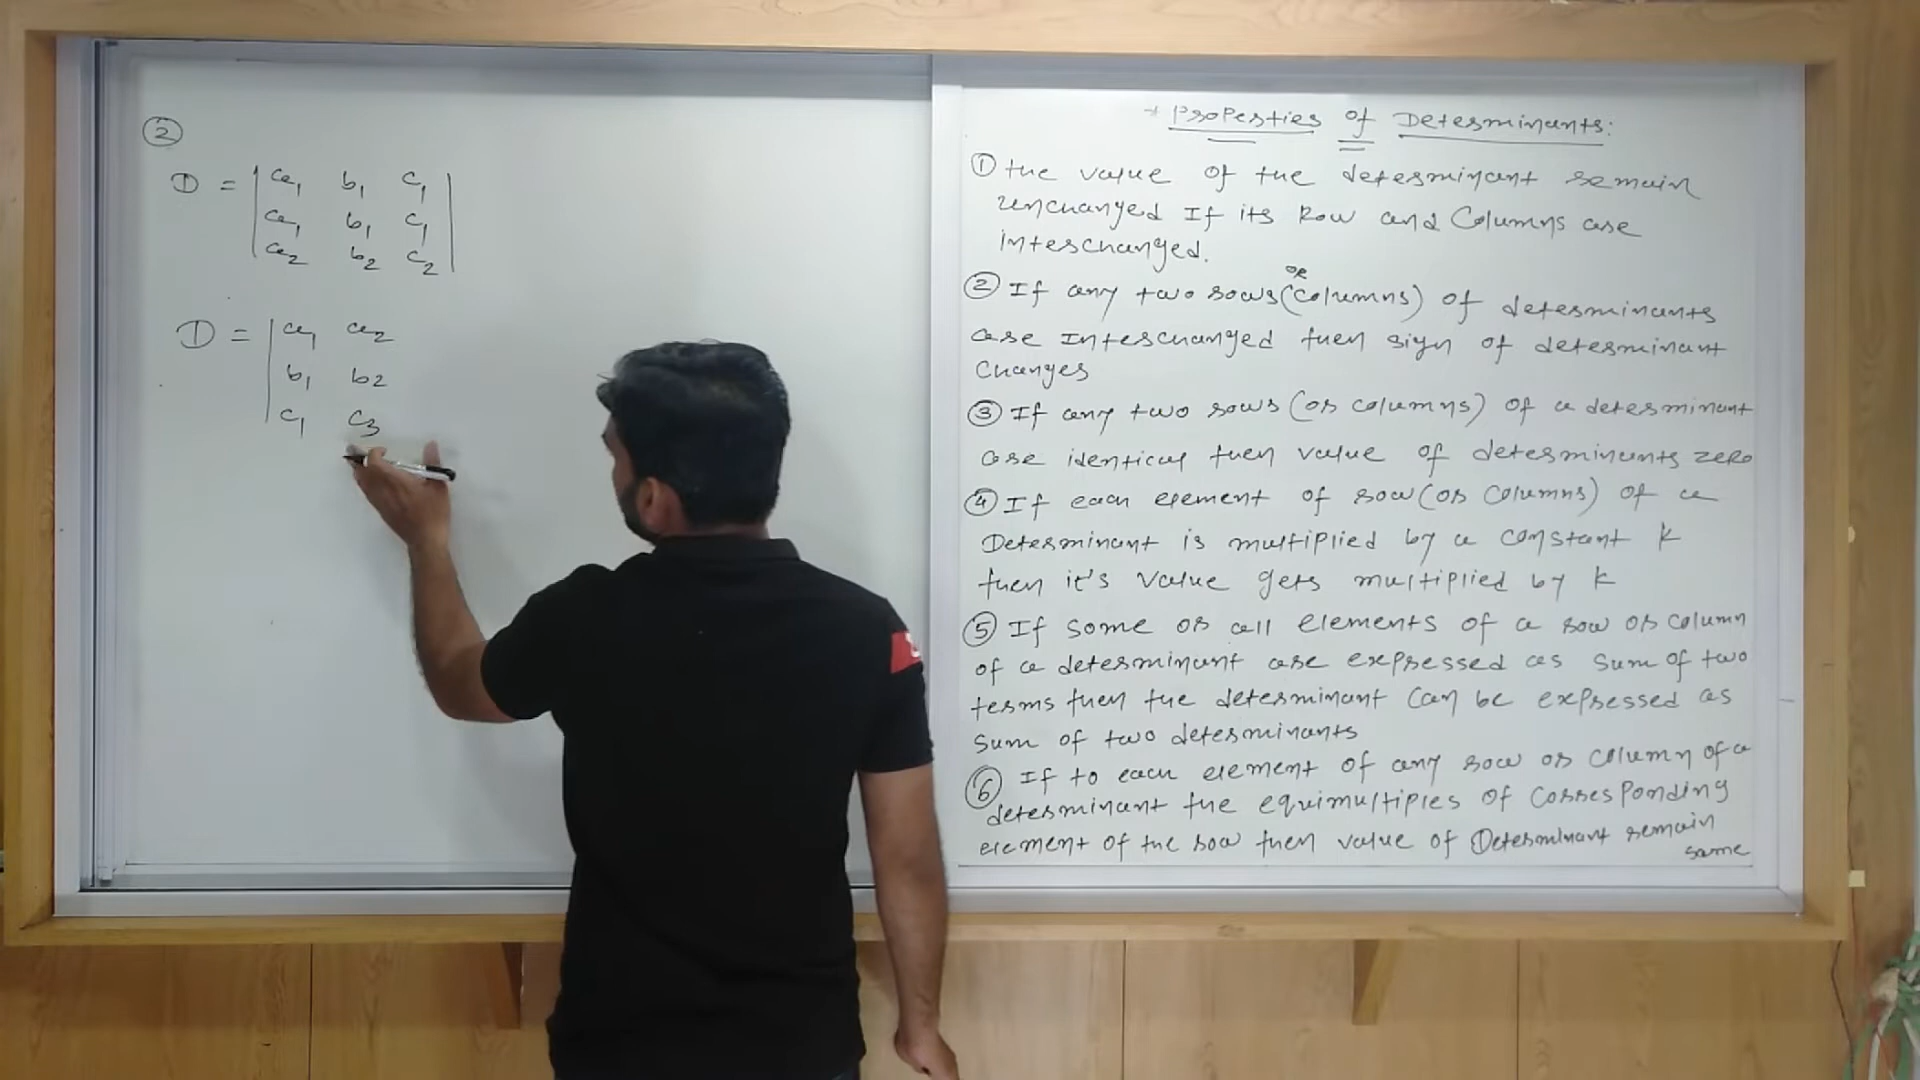 ②
D = | a₁ b₁ c₁ |
| a₁ b₁ c₁ |
| a₂ b₂ c₂ |
D = | a₁ a₂
| b₁ b2
| c₁ c₃
* Properties of Determinants:
① the value of the determinant remain
unchanged If its Row and Columns are
interchanged.
② If any two rows (or columns) of determinants
are Interchanged then sign of determinant
Changes
③ If any two rows (or columns) of a determinant
are identical then value of determinants zero
④ If each element of row (or Columns) of a
Determinant is multiplied by a constant k
then it's value gets multiplied by k
⑤ If some or all elements of a row or column
of a determinant are expressed as sum of two
terms then the determinant can be expressed as
sum of two determinants
⑥ If to each element of any row or column of a
determinant the equimultiples of Corresponding
element of the row then value of Determinant remain
same